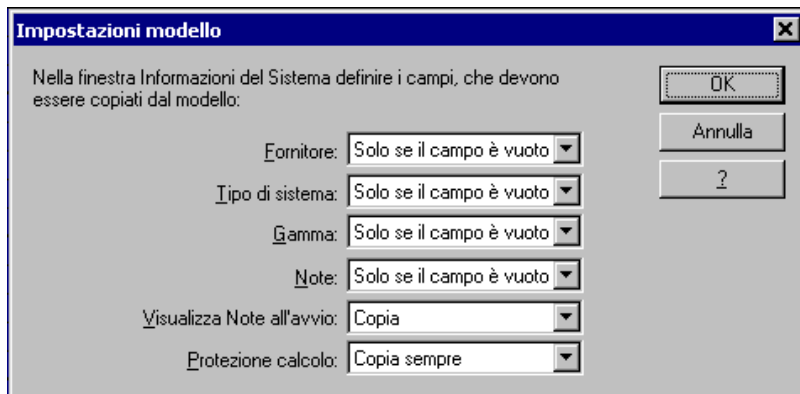 Impostazioni modello
Nella finestra Informazioni del Sistema definire i campi, che devono
essere copiati dal modello:
OK
Annulla
?
Fornitore: Solo se il campo è vuoto
Tipo di sistema: Solo se il campo è vuoto
Gamma: Solo se il campo è vuoto
Note: Solo se il campo è vuoto
Visualizza Note all'avvio: Copia
Protezione calcolo: Copia sempre